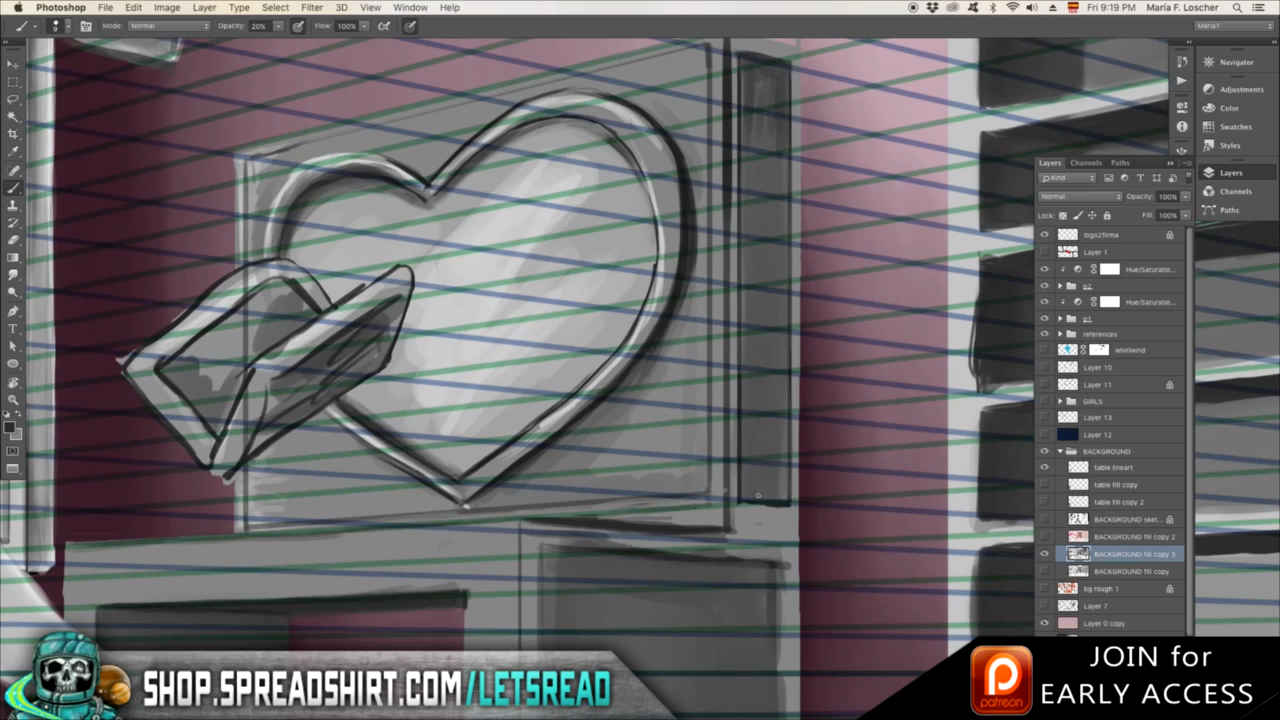 Photoshop File Edit Image Layer Type Select Filter 3D View Window Help Fri 9:19 PM María F. Loscher
Mode: Normal Opacity: 20% Flow: 100% Maria1
Navigator
Adjustments
Color
Swatches
Styles
Layers
Channels
Paths
Layers Channels Paths
Kind
Normal Opacity: 100%
Lock: Fill: 100%
logo2firma
Layer 1
Hue/Saturatio...
p2
Hue/Saturatio...
p1
references
whirlwind
Layer 10
Layer 11
GIRLS
Layer 13
Layer 12
BACKGROUND
table lineart
table fill copy
table fill copy 2
BACKGROUND sket...
BACKGROUND fill copy 2
BACKGROUND fill copy 3
BACKGROUND fill copy
bg rough 1
Layer 7
Layer 0 copy
SHOP.SPREADSHIRT.COM/LETSREAD
patreon
JOIN for
EARLY ACCESS